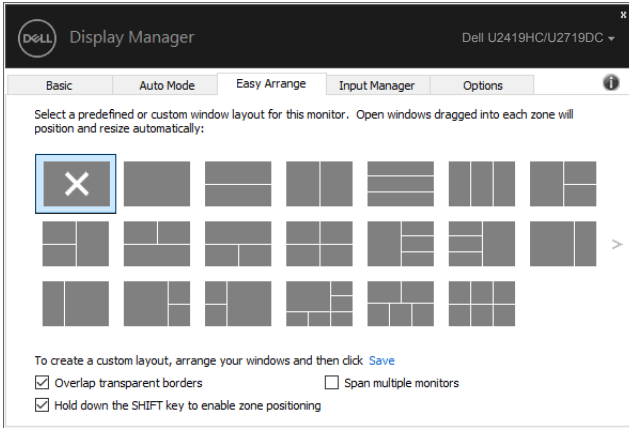 x
DELL Display Manager Dell U2419HC/U2719DC
Basic Auto Mode Easy Arrange Input Manager Options
Select a predefined or custom window layout for this monitor. Open windows dragged into each zone will
position and resize automatically:
To create a custom layout, arrange your windows and then click Save
Overlap transparent borders Span multiple monitors
Hold down the SHIFT key to enable zone positioning